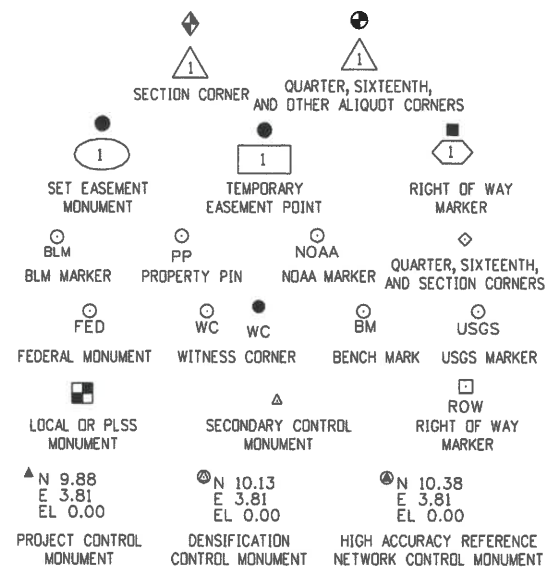 1 1
SECTION CORNER QUARTER, SIXTEENTH,
AND OTHER ALIQUOT CORNERS
1 1 1
SET EASEMENT TEMPORARY RIGHT OF WAY
MONUMENT EASEMENT POINT MARKER
BLM PP NOAA
BLM MARKER PROPERTY PIN NOAA MARKER QUARTER, SIXTEENTH,
AND SECTION CORNERS
FED WC WC BM USGS
FEDERAL MONUMENT WITNESS CORNER BENCH MARK USGS MARKER
ROW
LOCAL OR PLSS SECONDARY CONTROL RIGHT OF WAY
MONUMENT MONUMENT MARKER
N 9.88 N 10.13 N 10.38
E 3.81 E 3.81 E 3.81
EL 0.00 EL 0.00 EL 0.00
PROJECT CONTROL DENSIFICATION HIGH ACCURACY REFERENCE
MONUMENT CONTROL MONUMENT NETWORK CONTROL MONUMENT